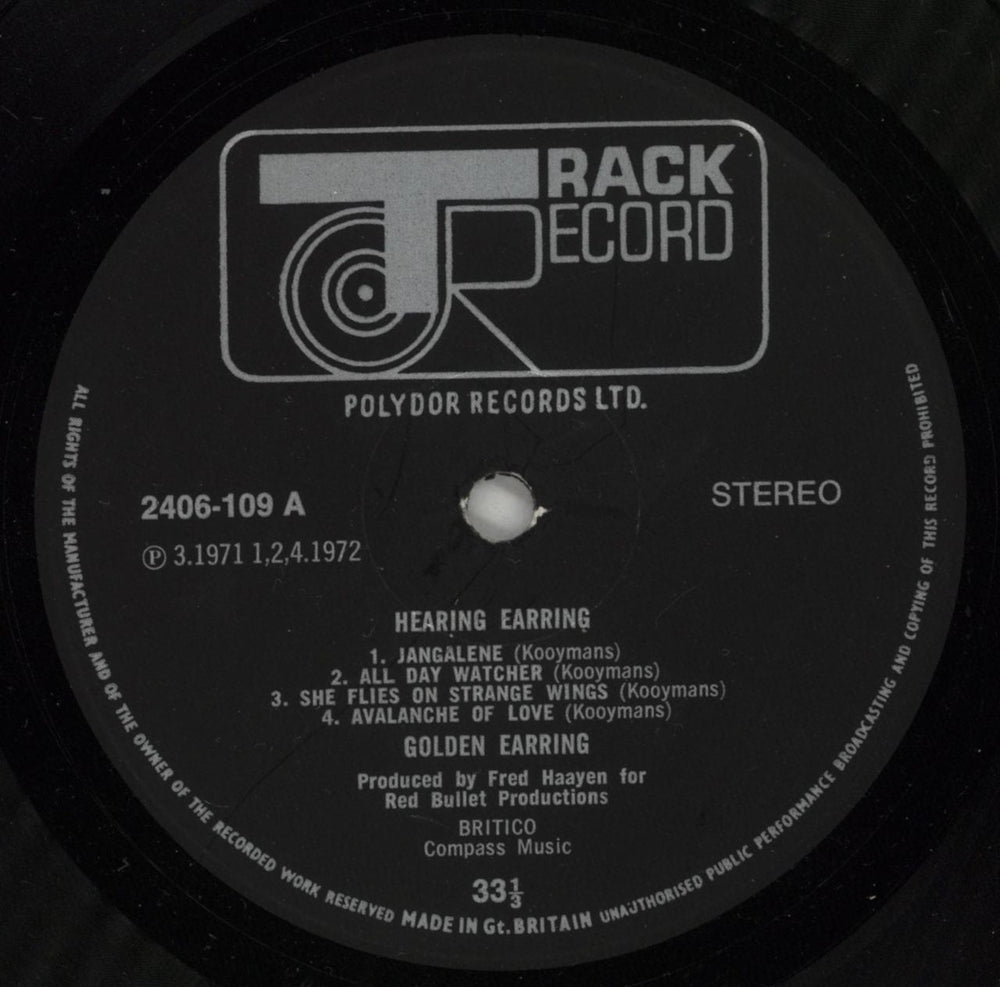 TRACK
RECORD
POLYDOR RECORDS LTD.
2406-109 A
STEREO
Ⓟ 3.1971 1,2,4.1972
HEARING EARRING
1. JANGALENE (Kooymans)
2. ALL DAY WATCHER (Kooymans)
3. SHE FLIES ON STRANGE WINGS (Kooymans)
4. AVALANCHE OF LOVE (Kooymans)
GOLDEN EARRING
Produced by Fred Haayen for
Red Bullet Productions
BRITICO
Compass Music
33⅓
ALL RIGHTS OF THE MANUFACTURER AND OF THE OWNER OF THE RECORDED WORK RESERVED MADE IN Gt. BRITAIN UNAUTHORISED PUBLIC PERFORMANCE BROADCASTING AND COPYING OF THIS RECORD PROHIBITED